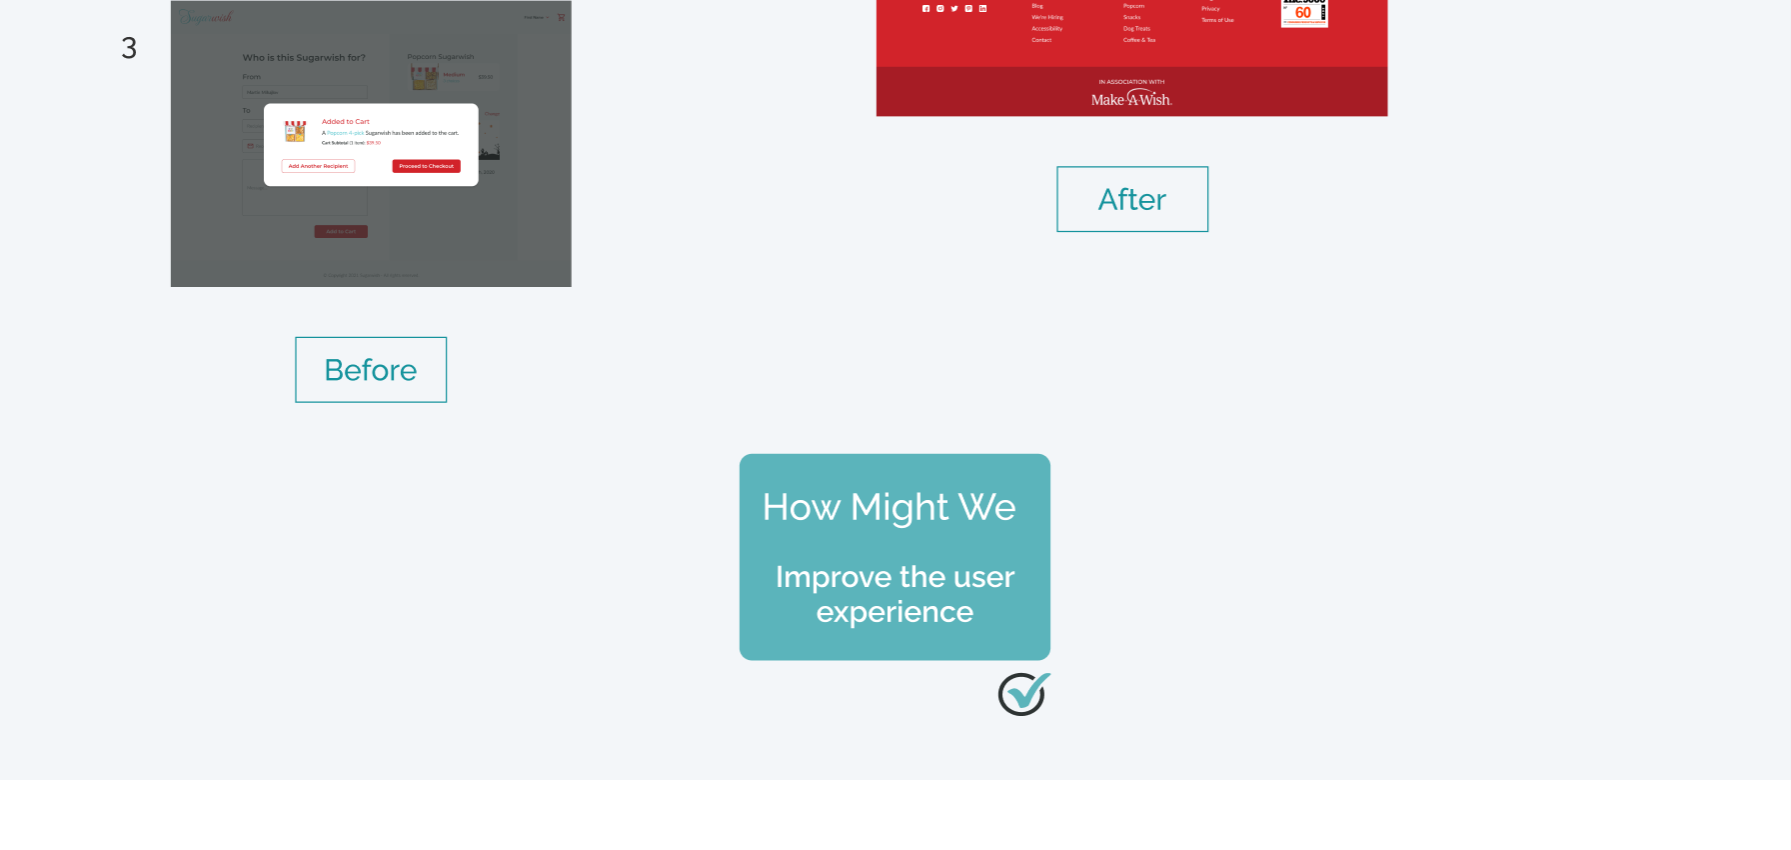 3
Sugarwish
Who is this Sugarwish for?
From
To
Popcorn Sugarwish
Medium
Added to Cart
A Popcorn 4-pick Sugarwish has been added to the cart.
Cart Subtotal (1 item): $39.50
Add Another Recipient
Proceed to Checkout
Add to Cart
Before
Blog
We're Hiring
Accessibility
Contact
Popcorn
Snacks
Dog Treats
Coffee & Tea
Privacy
Terms of Use
60
IN ASSOCIATION WITH
Make-A-Wish.
After
How Might We
Improve the user
experience